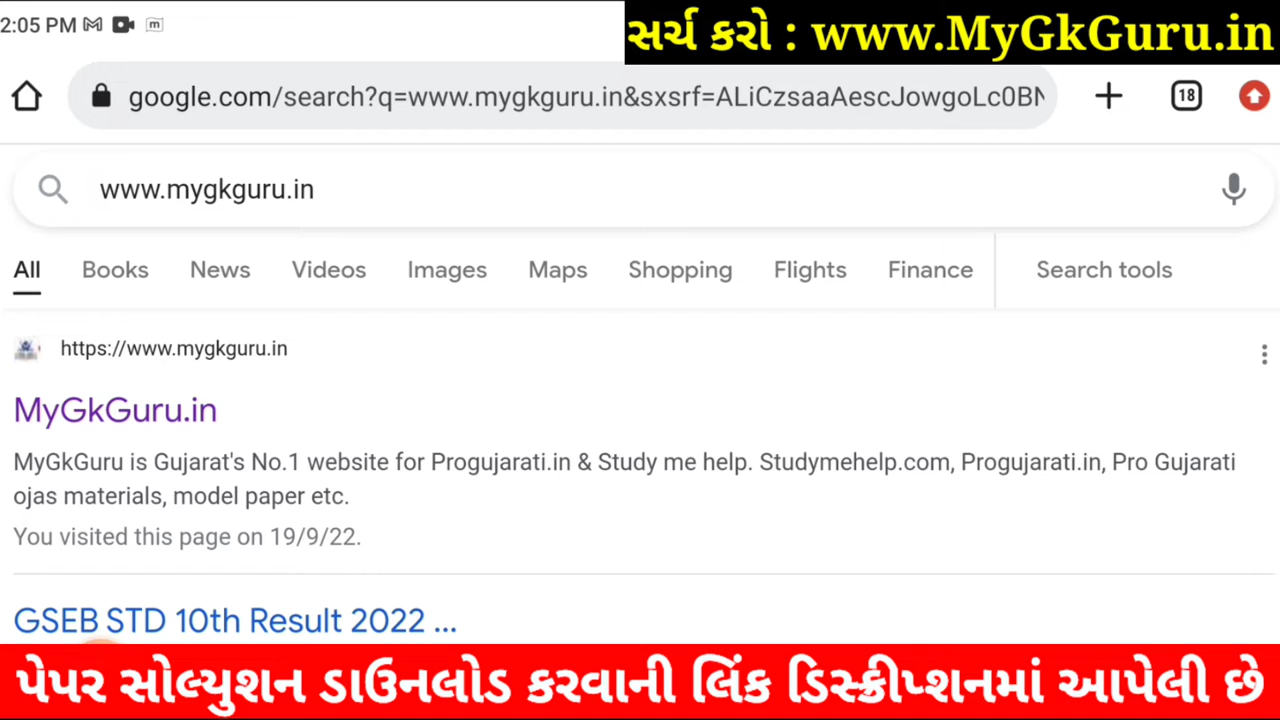 2:05 PM
સર્ચ કરો : www.MyGkGuru.in
google.com/search?q=www.mygkguru.in&sxsrf=ALiCzsaaAescJowgoLc0BN
18
www.mygkguru.in
All Books News Videos Images Maps Shopping Flights Finance Search tools
https://www.mygkguru.in
MyGkGuru.in
MyGkGuru is Gujarat's No.1 website for Progujarati.in & Study me help. Studymehelp.com, Progujarati.in, Pro Gujarati
ojas materials, model paper etc.
You visited this page on 19/9/22.
GSEB STD 10th Result 2022 ...
પેપર સોલ્યુશન ડાઉનલોડ કરવાની લિંક ડિસ્ક્રીપ્શનમાં આપેલી છે